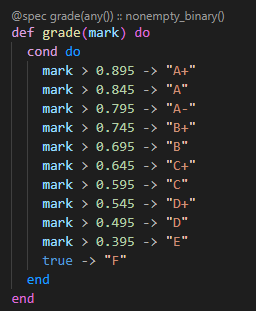 @spec grade(any()) :: nonempty_binary()
def grade(mark) do
  cond do
    mark > 0.895 -> "A+"
    mark > 0.845 -> "A"
    mark > 0.795 -> "A-"
    mark > 0.745 -> "B+"
    mark > 0.695 -> "B"
    mark > 0.645 -> "C+"
    mark > 0.595 -> "C"
    mark > 0.545 -> "D+"
    mark > 0.495 -> "D"
    mark > 0.395 -> "E"
    true -> "F"
  end
end